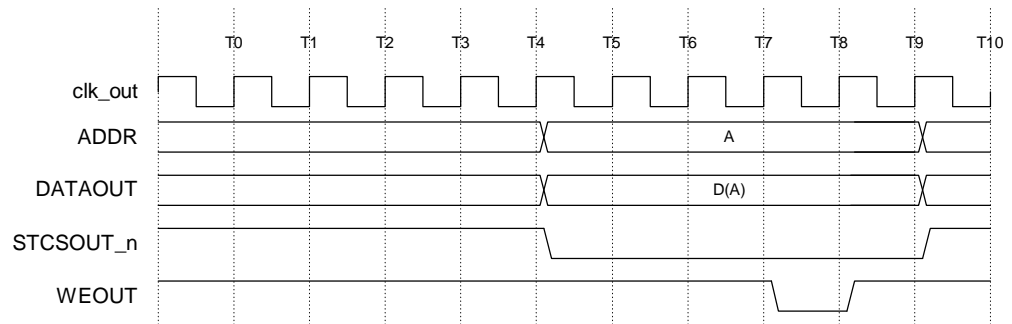 T0 T1 T2 T3 T4 T5 T6 T7 T8 T9 T10
clk_out
ADDR A
DATAOUT D(A)
STCSOUT_n
WEOUT